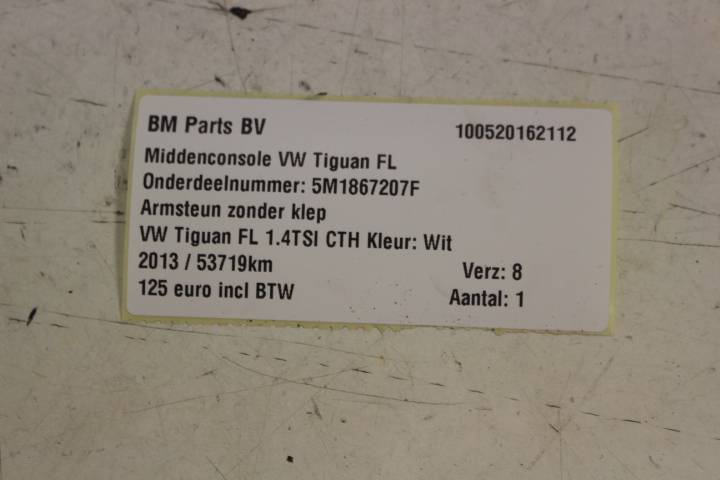 BM Parts BV 100520162112
Middenconsole VW Tiguan FL
Onderdeelnummer: 5M1867207F
Armsteun zonder klep
VW Tiguan FL 1.4TSI CTH Kleur: Wit
2013 / 53719km Verz: 8
125 euro incl BTW Aantal: 1